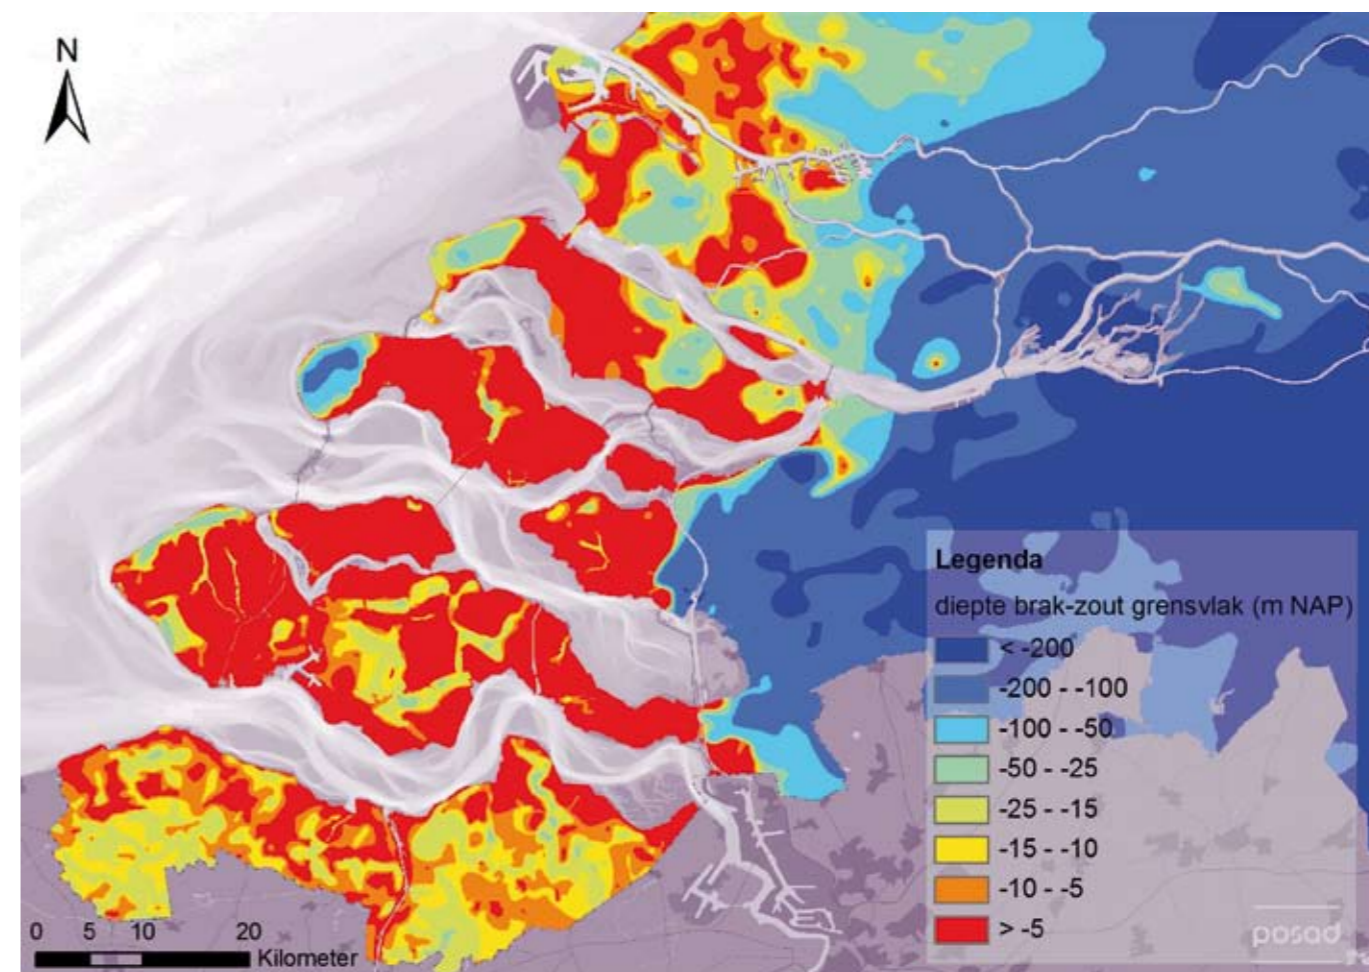 N
Legenda
diepte brak-zout grensvlak (m NAP)
< -200
-200 - -100
-100 - -50
-50 - -25
-25 - -15
-15 - -10
-10 - -5
> -5
0 5 10 20
Kilometer
posad